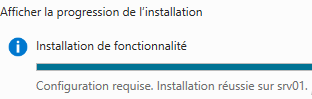 Afficher la progression de l'installation
Installation de fonctionnalité
Configuration requise. Installation réussie sur srv01.